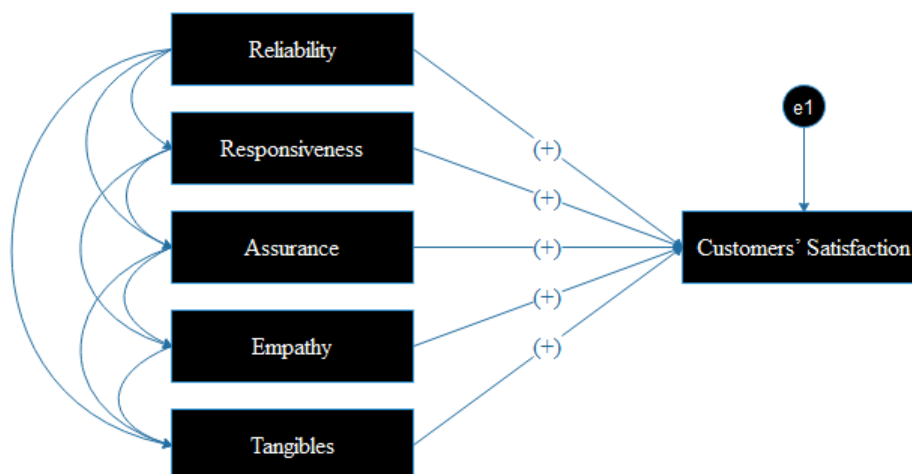 Reliability
(+)
e1
Responsiveness
(+)
Assurance
(+)
Customers’ Satisfaction
(+)
Empathy
(+)
Tangibles